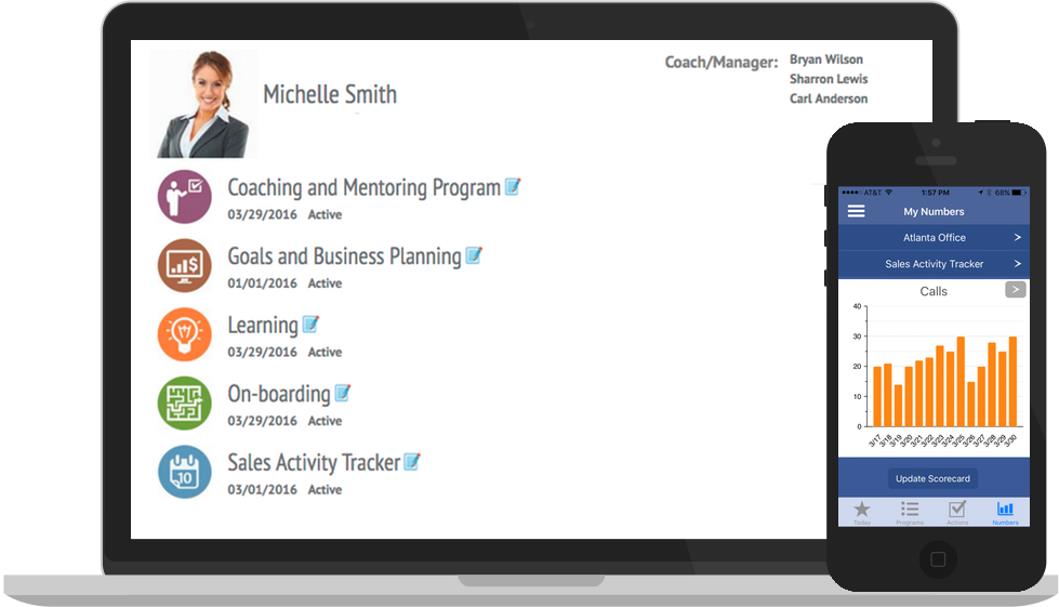 Michelle Smith
Coach/Manager:
Bryan Wilson
Sharron Lewis
Carl Anderson
Coaching and Mentoring Program
03/29/2016 Active
Goals and Business Planning
01/01/2016 Active
Learning
03/29/2016 Active
On-boarding
03/29/2016 Active
10
Sales Activity Tracker
03/01/2016 Active
AT&T 1:57 PM 68%
My Numbers
Atlanta Office >
Sales Activity Tracker >
Calls >
40
30
20
10
0
3/17 3/18 3/19 3/20 3/21 3/22 3/23 3/24 3/25 3/26 3/27 3/28 3/29 3/30
Update Scorecard
Today Programs Actions Numbers